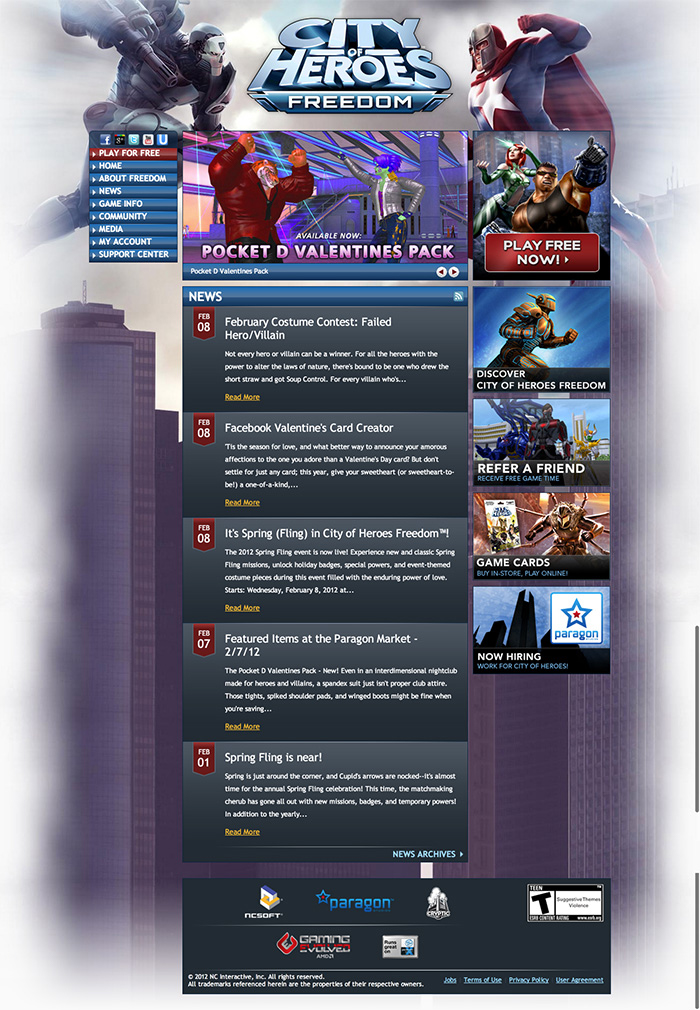 CITY
OF
HEROES
FREEDOM
PLAY FOR FREE
HOME
ABOUT FREEDOM
NEWS
GAME INFO
COMMUNITY
MEDIA
MY ACCOUNT
SUPPORT CENTER
AVAILABLE NOW:
POCKET D VALENTINES PACK
Pocket D Valentines Pack
PLAY FREE
NOW!
NEWS
FEB
08
February Costume Contest: Failed
Hero/Villain
Not every hero or villain can be a winner. For all the heroes with the
power to alter the laws of nature, there's bound to be one who drew the
short straw and got Soup Control. For every villain who's...
Read More
FEB
08
Facebook Valentine's Card Creator
'Tis the season for love, and what better way to announce your amorous
affections to the one you adore than a Valentine's Day card? But don't
settle for just any card; this year, give your sweetheart (or sweetheart-to-
be!) a one-of-a-kind,...
Read More
FEB
08
It's Spring (Fling) in City of Heroes Freedom™!
The 2012 Spring Fling event is now live! Experience new and classic Spring
Fling missions, unlock holiday badges, special powers, and event-themed
costume pieces during this event filled with the enduring power of love.
Starts: Wednesday, February 8, 2012 at...
Read More
FEB
07
Featured Items at the Paragon Market -
2/7/12
The Pocket D Valentines Pack - New! Even in an interdimensional nightclub
made for heroes and villains, a spandex suit just isn't proper club attire.
Those tights, spiked shoulder pads, and winged boots might be fine when
you're saving...
Read More
FEB
01
Spring Fling is near!
Spring is just around the corner, and Cupid's arrows are nocked--it's almost
time for the annual Spring Fling celebration! This time, the matchmaking
cherub has gone all out with new missions, badges, and temporary powers!
In addition to the yearly...
Read More
NEWS ARCHIVES
DISCOVER
CITY OF HEROES FREEDOM
REFER A FRIEND
RECEIVE FREE GAME TIME
GAME CARDS
BUY IN-STORE, PLAY ONLINE!
paragon
NOW HIRING
WORK FOR CITY OF HEROES!
NCSOFT
paragon
CRYPTIC
TEEN
T
Suggestive Themes
Violence
ESRB CONTENT RATING
www.esrb.org
GAMING
EVOLVED
AMD
Runs
great
on
© 2012 NC Interactive, Inc. All rights reserved.
All trademarks referenced herein are the properties of their respective owners.
Jobs Terms of Use Privacy Policy User Agreement